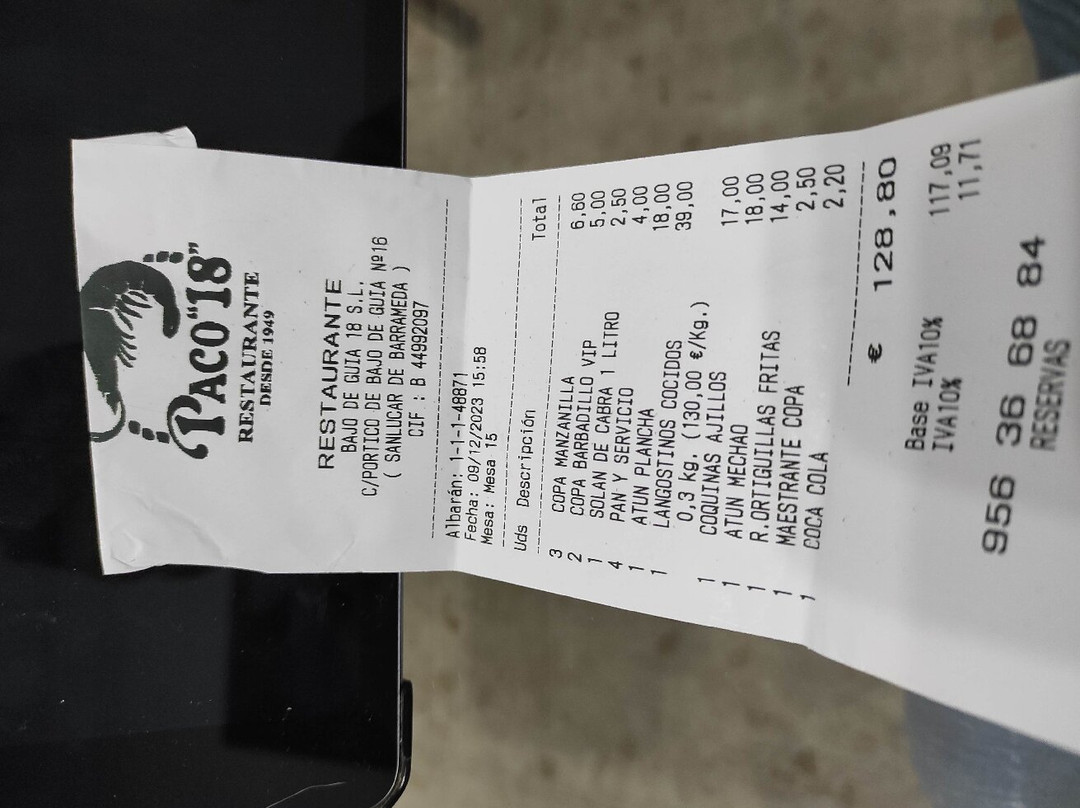 PACO "18"
RESTAURANTE
DESDE 1949
RESTAURANTE
BAJO DE GUIA 18 S.L.
C/PORTICO DE BAJO DE GUIA Nº16
( SANLUCAR DE BARRAMEDA )
CIF : B 44992097
Albarán: 1-1-1-48871
Fecha: 09/12/2023 15:58
Mesa: Mesa 15
Uds Descripción Total
3 COPA MANZANILLA 6,60
2 COPA BARBADILLO VIP 5,00
1 SOLAN DE CABRA 1 LITRO 2,50
4 PAN Y SERVICIO 4,00
1 ATUN PLANCHA 18,00
1 LANGOSTINOS COCIDOS 39,00
0,3 kg. (130,00 €/Kg.)
1 COQUINAS AJILLOS 17,00
1 ATUN MECHAO 18,00
1 R.ORTIGUILLAS FRITAS 14,00
1 MAESTRANTE COPA 2,50
1 COCA COLA 2,20
€ 128,80
Base IVA10% 117,09
IVA10% 11,71
956 36 68 84
RESERVAS